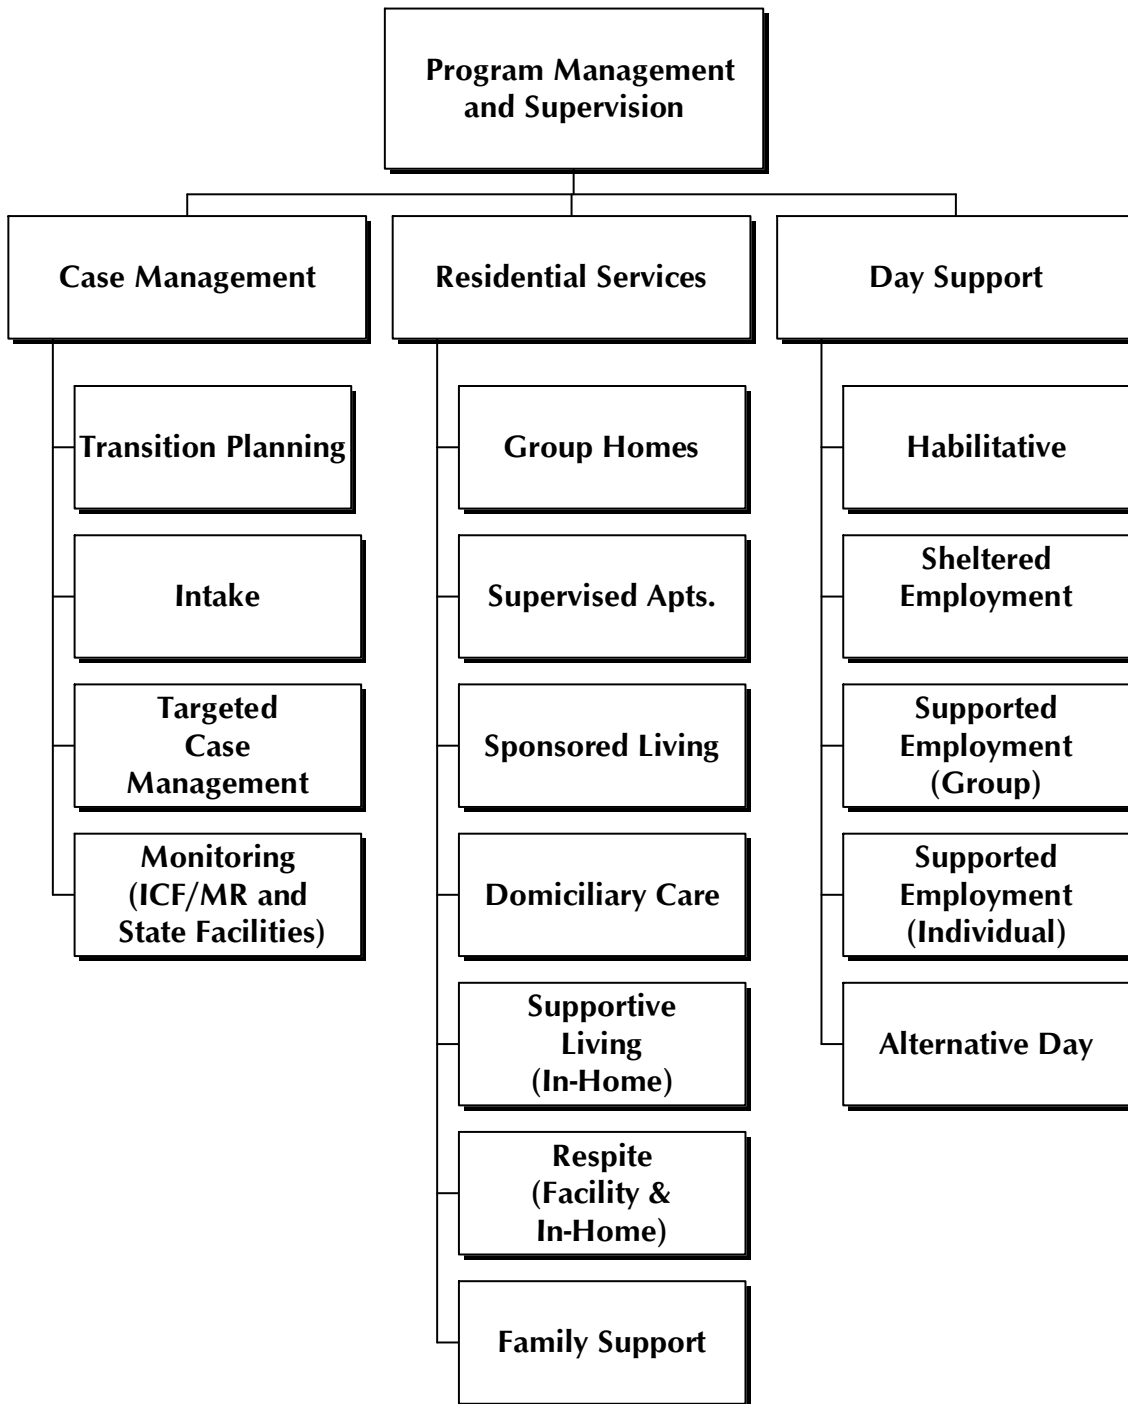 Program Management
and Supervision
Case Management
Residential Services
Day Support
Transition Planning
Intake
Targeted
Case
Management
Monitoring
(ICF/MR and
State Facilities)
Group Homes
Supervised Apts.
Sponsored Living
Domiciliary Care
Supportive
Living
(In-Home)
Respite
(Facility &
In-Home)
Family Support
Habilitative
Sheltered
Employment
Supported
Employment
(Group)
Supported
Employment
(Individual)
Alternative Day